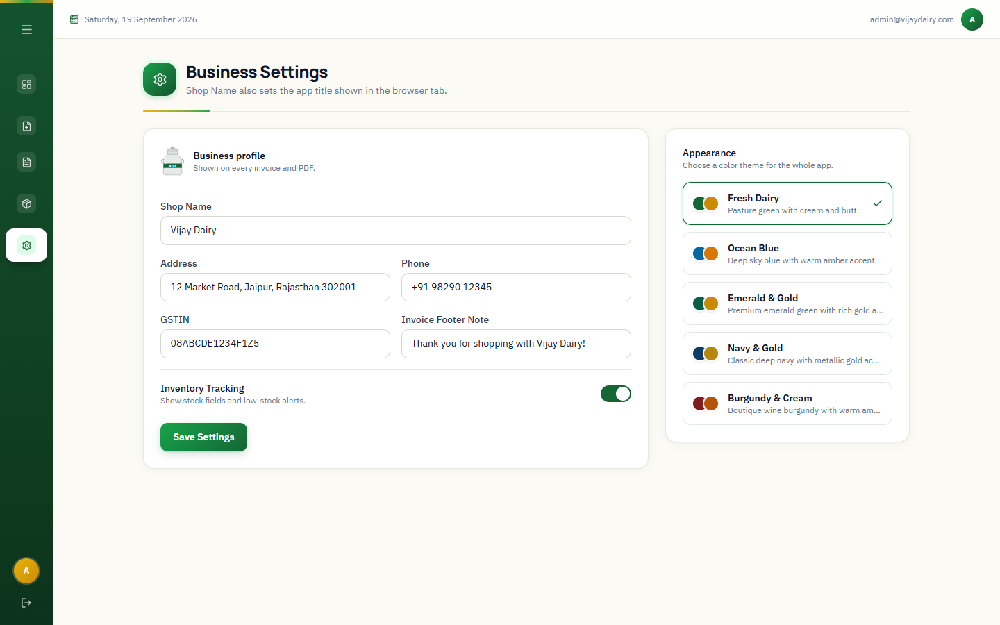 Saturday, 19 September 2026
admin@vijaydairy.com
A
Business Settings
Shop Name also sets the app title shown in the browser tab.
MILK
Business profile
Shown on every invoice and PDF.
Shop Name
Vijay Dairy
Address
Phone
12 Market Road, Jaipur, Rajasthan 302001
+91 98290 12345
GSTIN
Invoice Footer Note
08ABCDE1234F1Z5
Thank you for shopping with Vijay Dairy!
Inventory Tracking
Show stock fields and low-stock alerts.
Save Settings
Appearance
Choose a color theme for the whole app.
Fresh Dairy
Pasture green with cream and butt...
Ocean Blue
Deep sky blue with warm amber accent.
Emerald & Gold
Premium emerald green with rich gold a...
Navy & Gold
Classic deep navy with metallic gold ac...
Burgundy & Cream
Boutique wine burgundy with warm am...
A